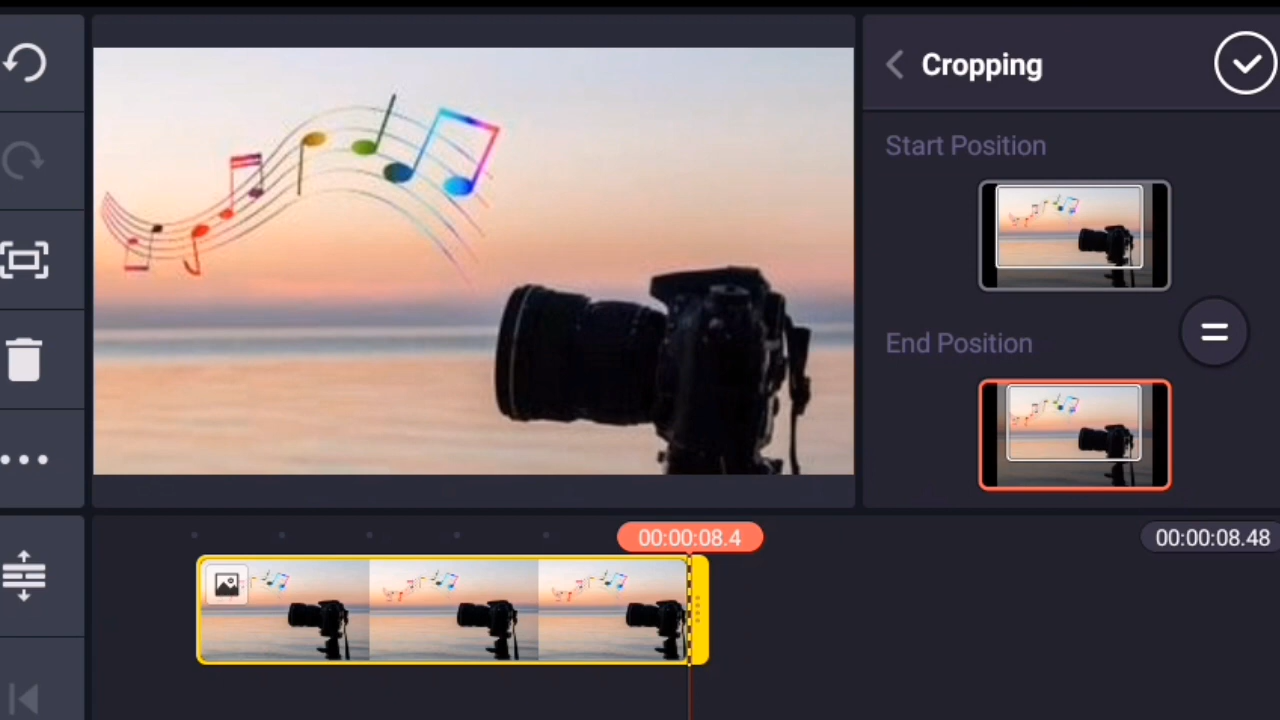 Cropping
Start Position
End Position
00:00:08.4
00:00:08.48